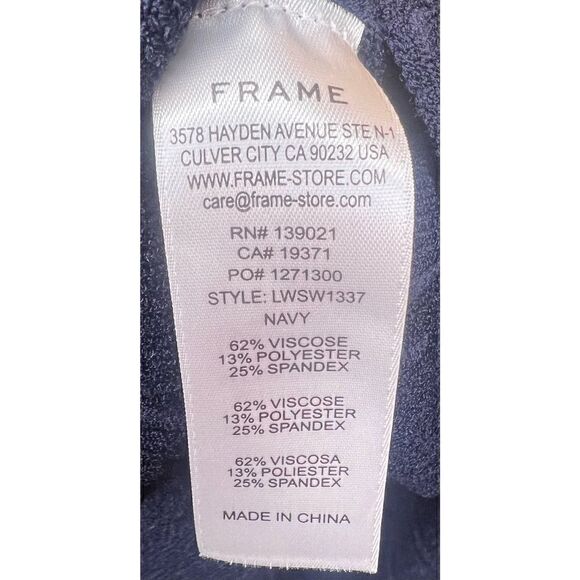 FRAME
3578 HAYDEN AVENUE STE N-1
CULVER CITY CA 90232 USA
WWW.FRAME-STORE.COM
care@frame-store.com
RN# 139021
CA# 19371
PO# 1271300
STYLE: LWSW1337
NAVY
62% VISCOSE
13% POLYESTER
25% SPANDEX
62% VISCOSE
13% POLYESTER
25% SPANDEX
62% VISCOSA
13% POLIESTER
25% SPANDEX
MADE IN CHINA